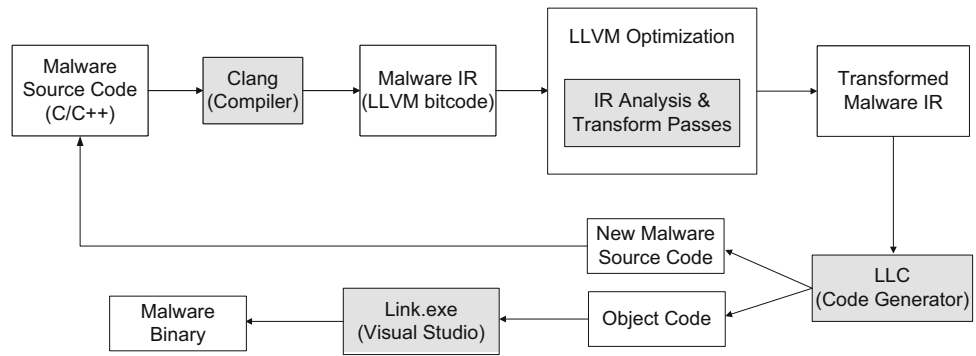 Malware
Source Code
(C/C++)
Clang
(Compiler)
Malware IR
(LLVM bitcode)
LLVM Optimization
IR Analysis &
Transform Passes
Transformed
Malware IR
New Malware
Source Code
LLC
(Code Generator)
Malware
Binary
Link.exe
(Visual Studio)
Object Code